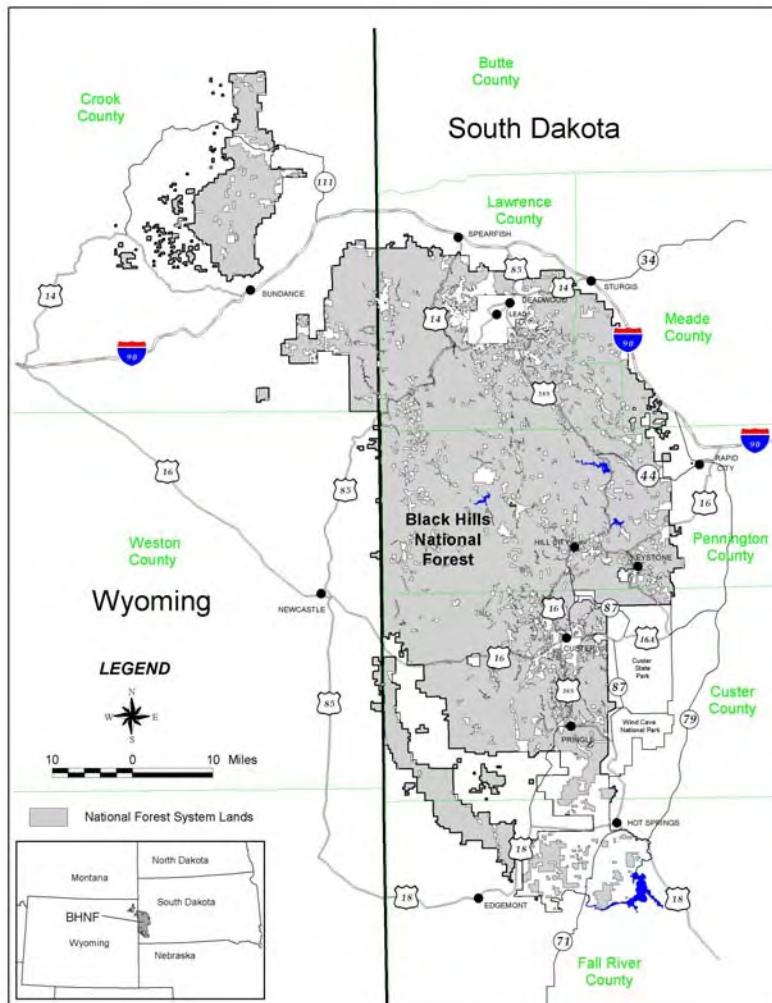 Butte
County
Crook
County
South Dakota
111
Lawrence
County
SPEARFISH
34
85
14
STURGIS
14
SUNDANCE
DEADWOOD
14
LEAD
Meade
County
90
90
385
90
16
44
RAPID
CITY
85
16
Black Hills
National
Forest
Weston
County
HILL CITY
Pennington
County
KEYSTONE
Wyoming
NEWCASTLE
16
87
16A
CUSTER
LEGEND
16
Custer
State
Park
N
W
E
S
85
385
87
Custer
County
79
Wind Cave
National Park
PRINGLE
10
0
10
Miles
National Forest System Lands
HOT SPRINGS
18
North Dakota
Montana
South Dakota
BHNF
18
EDGEMONT
18
Wyoming
Nebraska
71
Fall River
County